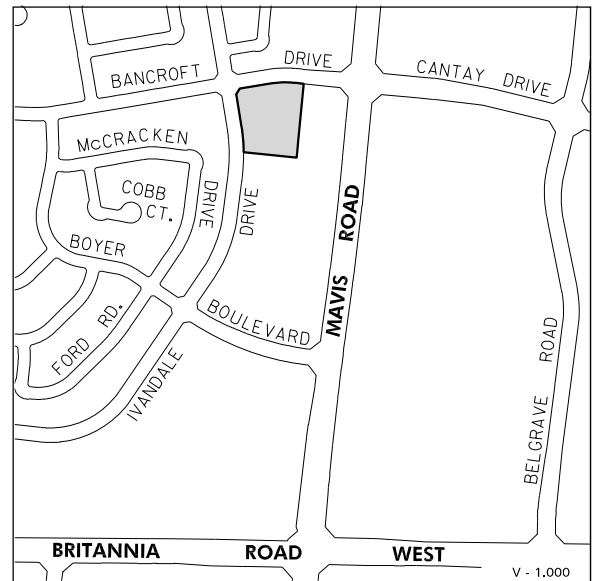 BANCROFT DRIVE
CANTAY DRIVE
McCRACKEN DRIVE
COBB
CT.
DRIVE
BOYER BOULEVARD
MAVIS ROAD
FORD RD.
IVANDALE
BELGRAVE ROAD
BRITANNIA ROAD WEST
V - 1.000